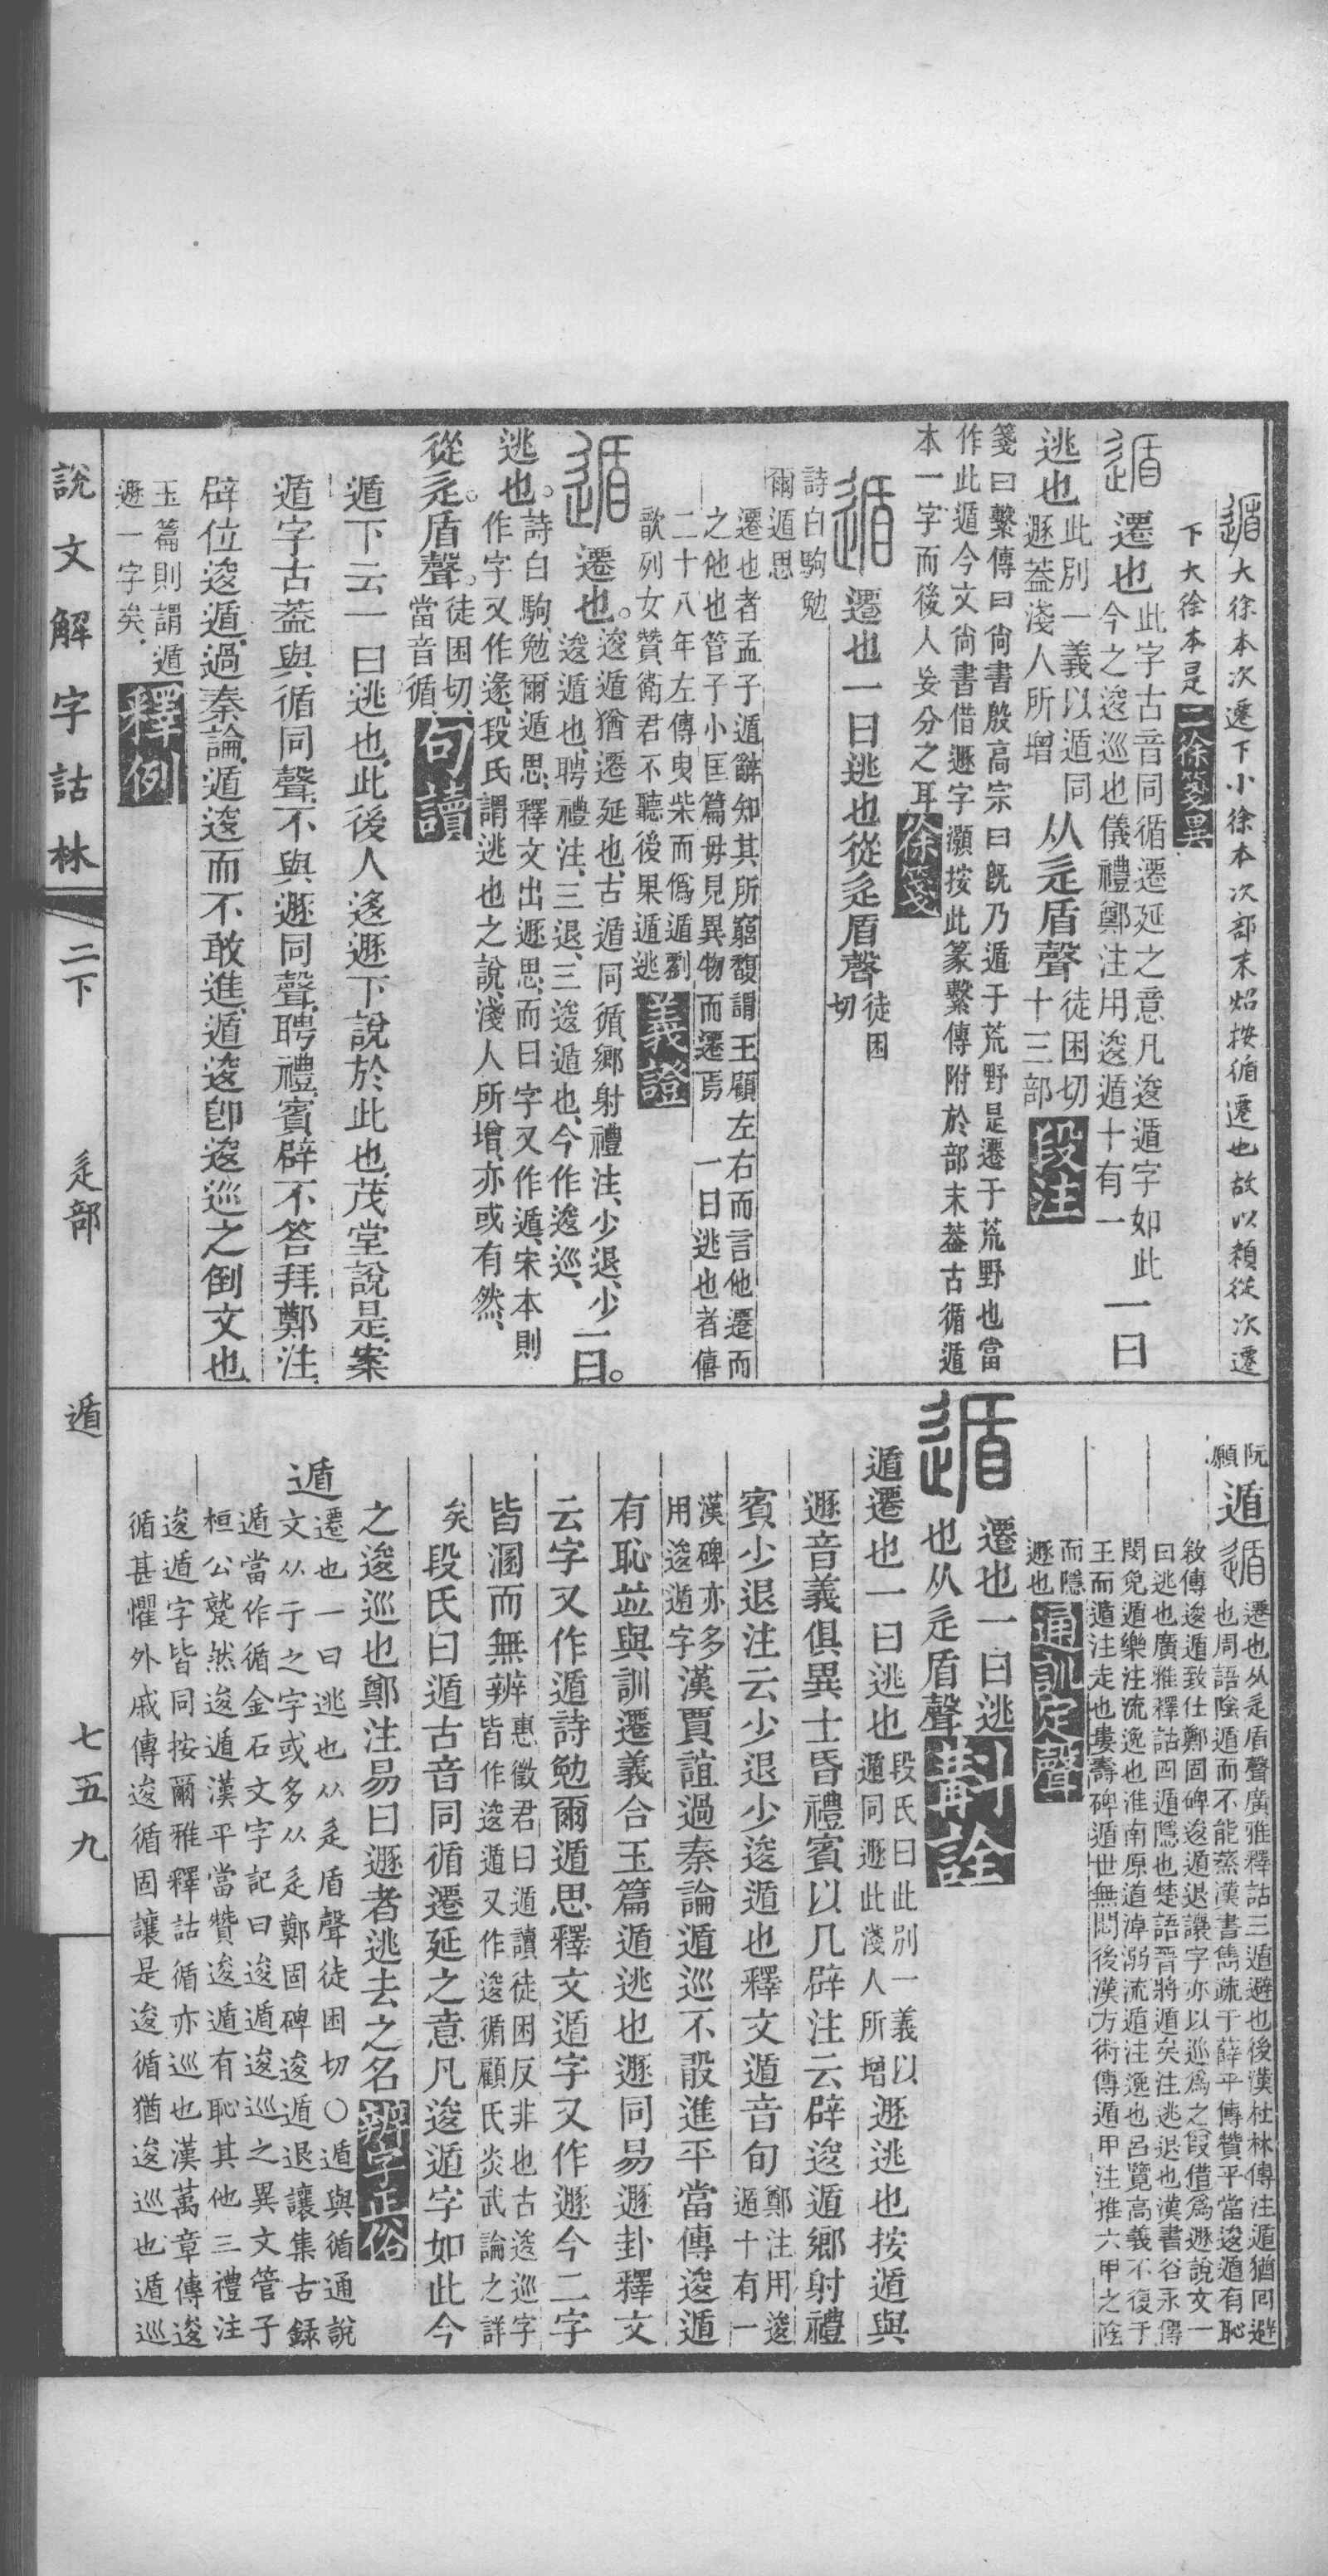 遁大徐本次遷下小徐本次部末炤按循遷也故以類從次遷
下大徐本是二徐箋異
遁遷也此字古音同循遷延之意凡逡遁字如此
今之逡巡也儀禮鄭注用逡遁十有一一曰
逃也此別一義以遁同
遯葢淺人所增从辵盾聲徒困切
十三部段注
箋曰繫傳曰尙書殷高宗曰旣乃遁于荒野是遷于荒野也當
作此遁今文尙書借遯字灝按此篆繫傳附於部末葢古循遁
本一字而後人妄分之耳徐箋
遁遷也一曰逃也從辵盾聲徒困
切
詩白駒勉
爾遁思
遷也者孟子遁辭知其所窮馥謂王顧左右而言他遷而
之他也管子小匡篇毋見異物而遷焉 一曰逃也者僖
二十八年左傳曳柴而僞遁劉
歆列女贊衛君不聽後果遁逃義證
遁遷也。逡遁猶遷延也、古遁同循、鄉射禮注、少退、少
逡遁也、聘禮注、三退、三逡遁也、今作逡巡、一曰。
逃也。詩白駒、勉爾遁思、釋文出遯思、而曰字又作遁、宋本則
作字又作遂、段氏謂逃也之說、淺人所增、亦或有然、
從辵。盾聲。徒困切、
當音循句讀
遁下云一曰逃也、此後人迻遯下說於此也、茂堂說是、案
遁字古葢與循同聲、不與遯同聲、聘禮、賓辟不答拜、鄭注、
辟位逡遁、過秦論、遁逡而不敢進、遁逡卽逡巡之倒文也
玉篇則謂遁
遯一字矣、釋例
說文解字詁林 二下 辵部 遁 七五九
阮
願遁遁遷也从辵盾聲廣雅釋詁三遁避也後漢杜林傳注遁猶回避
也周語陰遁而不能蒸漢書雋疏于薛平傳贊平當逡遁有恥
敘傳逡遁致仕鄭固碑逡遁退讓字亦以巡爲之叚借爲遯說文一
曰逃也廣雅釋詁四遁隱也楚語晉將遁矣注逃退也漢書谷永傳
閔免遁樂注流逸也淮南原道淖溺流遁注逸也呂覽高義不復于
王而遁注走也婁壽碑遁世無悶後漢方術傳遁甲注推六甲之陰
而隱
遯也通訓定聲
遁遷也一曰逃
也从辵盾聲斠詮
遁遷也一曰逃也段氏曰此別一義以
遁同遯此淺人所增遯逃也按遁與
遯音義俱異士昏禮賓以几辟注云辟逡遁鄉射禮
賓少退注云少退少逡遁也釋文遁音旬鄭注用逡
遁十有一
漢碑亦多
用逡遁字漢賈誼過秦論遁巡不敢進平當傳逡遁
有恥並與訓遷義合玉篇遁逃也遯同易遯卦釋文
云字又作遁詩勉爾遁思釋文遁字又作遯今二字
皆溷而無辨惠徵君曰遁讀徒困反非也古逡巡字
皆作逡遁又作逡循顧氏炎武論之詳
矣段氏曰遁古音同循遷延之意凡逡遁字如此今
之逡巡也鄭注易曰遯者逃去之名辨字正俗
遁遷也一曰逃也从辵盾聲徒困切○遁與循通說
文从亍之字或多从辵鄭固碑逡遁退讓集古錄
遁當作循金石文字記曰逡遁逡巡之異文管子
桓公蹵然逡遁漢平當贊逡遁有恥其他三禮注
逡遁字皆同按爾雅釋詁循亦巡也漢萬章傳逡
循甚懼外戚傳逡循固讓是逡循猶逡巡也遁巡